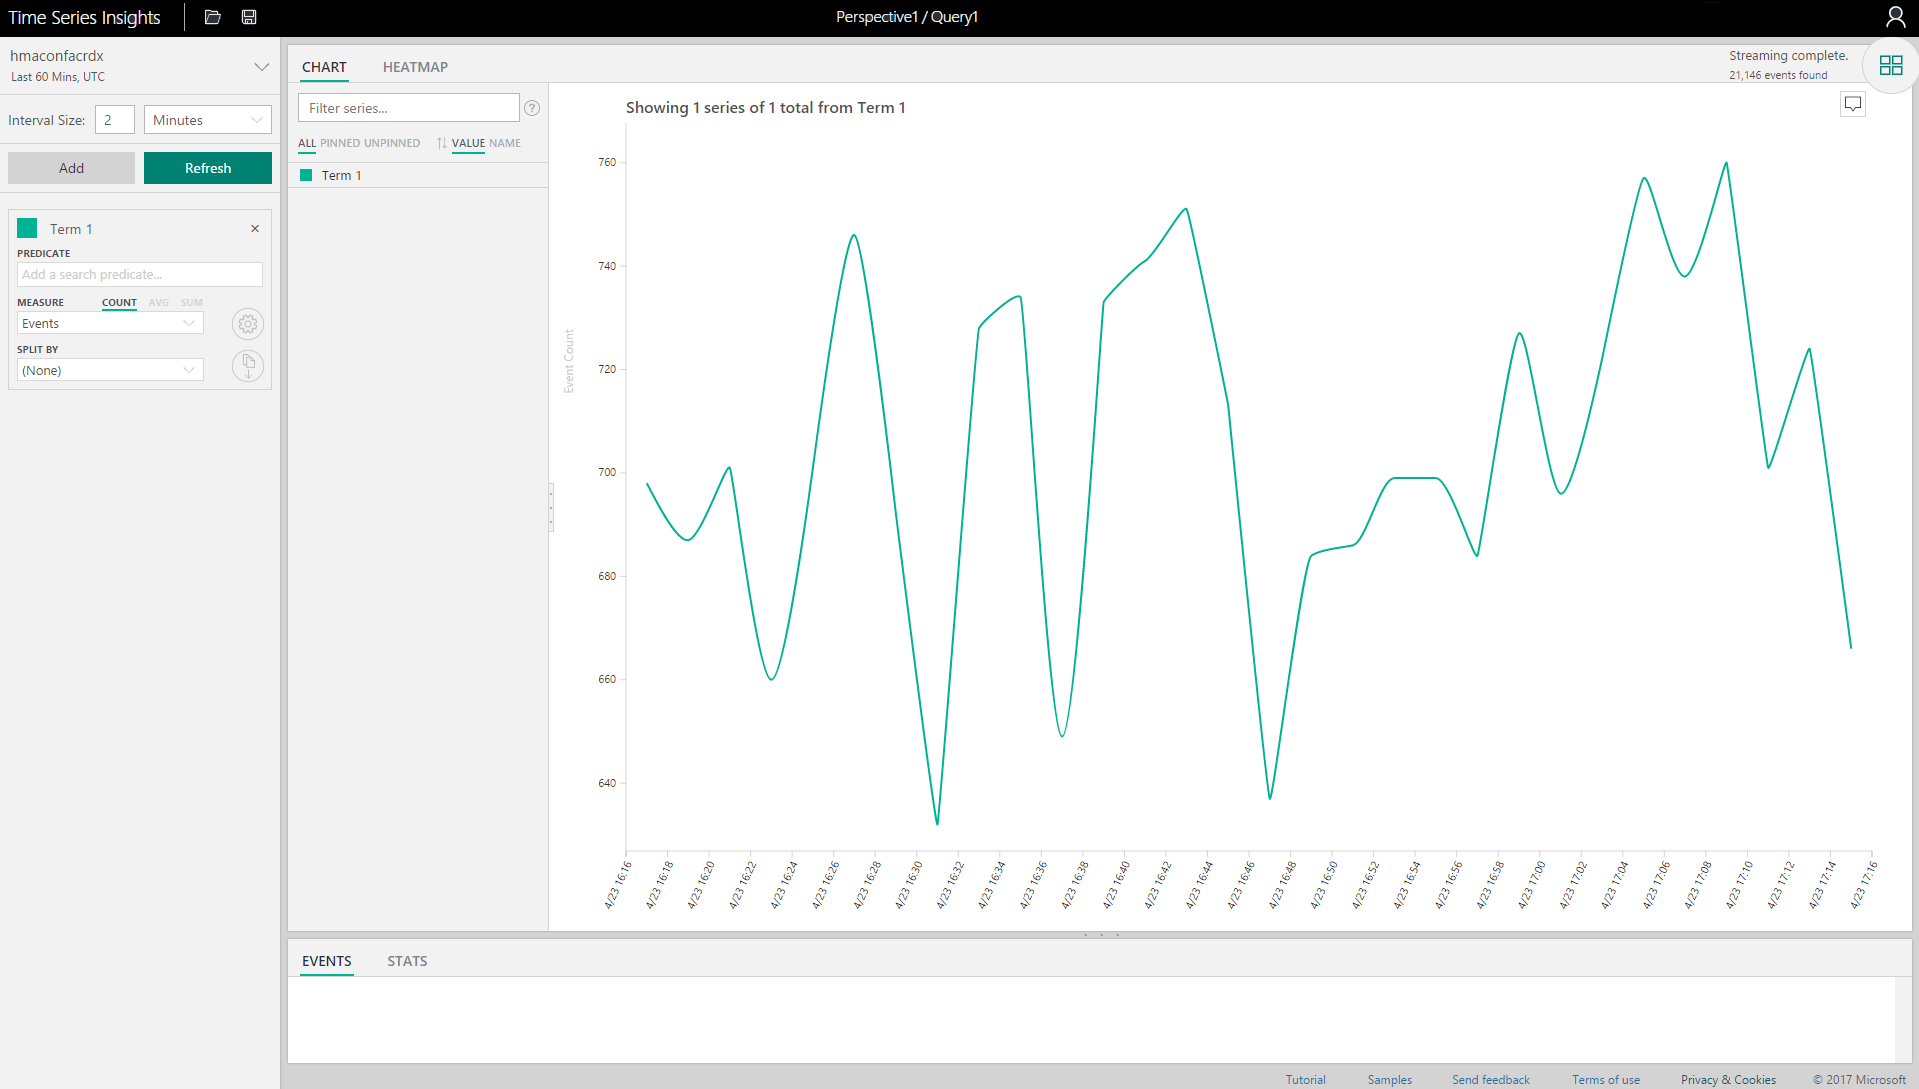 Time Series Insights
Perspective1 / Query1
hmaconfacrdx
Last 60 Mins, UTC
Interval Size: 2 Minutes
Add Refresh
Term 1 ×
PREDICATE
Add a search predicate...
MEASURE COUNT AVG SUM
Events
SPLIT BY
(None)
CHART HEATMAP
Streaming complete.
21,146 events found
Filter series... ?
ALL PINNED UNPINNED VALUE NAME
Term 1
Showing 1 series of 1 total from Term 1
Event Count
760
740
720
700
680
660
640
4/23 16:16
4/23 16:18
4/23 16:20
4/23 16:22
4/23 16:24
4/23 16:26
4/23 16:28
4/23 16:30
4/23 16:32
4/23 16:34
4/23 16:36
4/23 16:38
4/23 16:40
4/23 16:42
4/23 16:44
4/23 16:46
4/23 16:48
4/23 16:50
4/23 16:52
4/23 16:54
4/23 16:56
4/23 16:58
4/23 17:00
4/23 17:02
4/23 17:04
4/23 17:06
4/23 17:08
4/23 17:10
4/23 17:12
4/23 17:14
4/23 17:16
EVENTS STATS
Tutorial Samples Send feedback Terms of use Privacy & Cookies © 2017 Microsoft